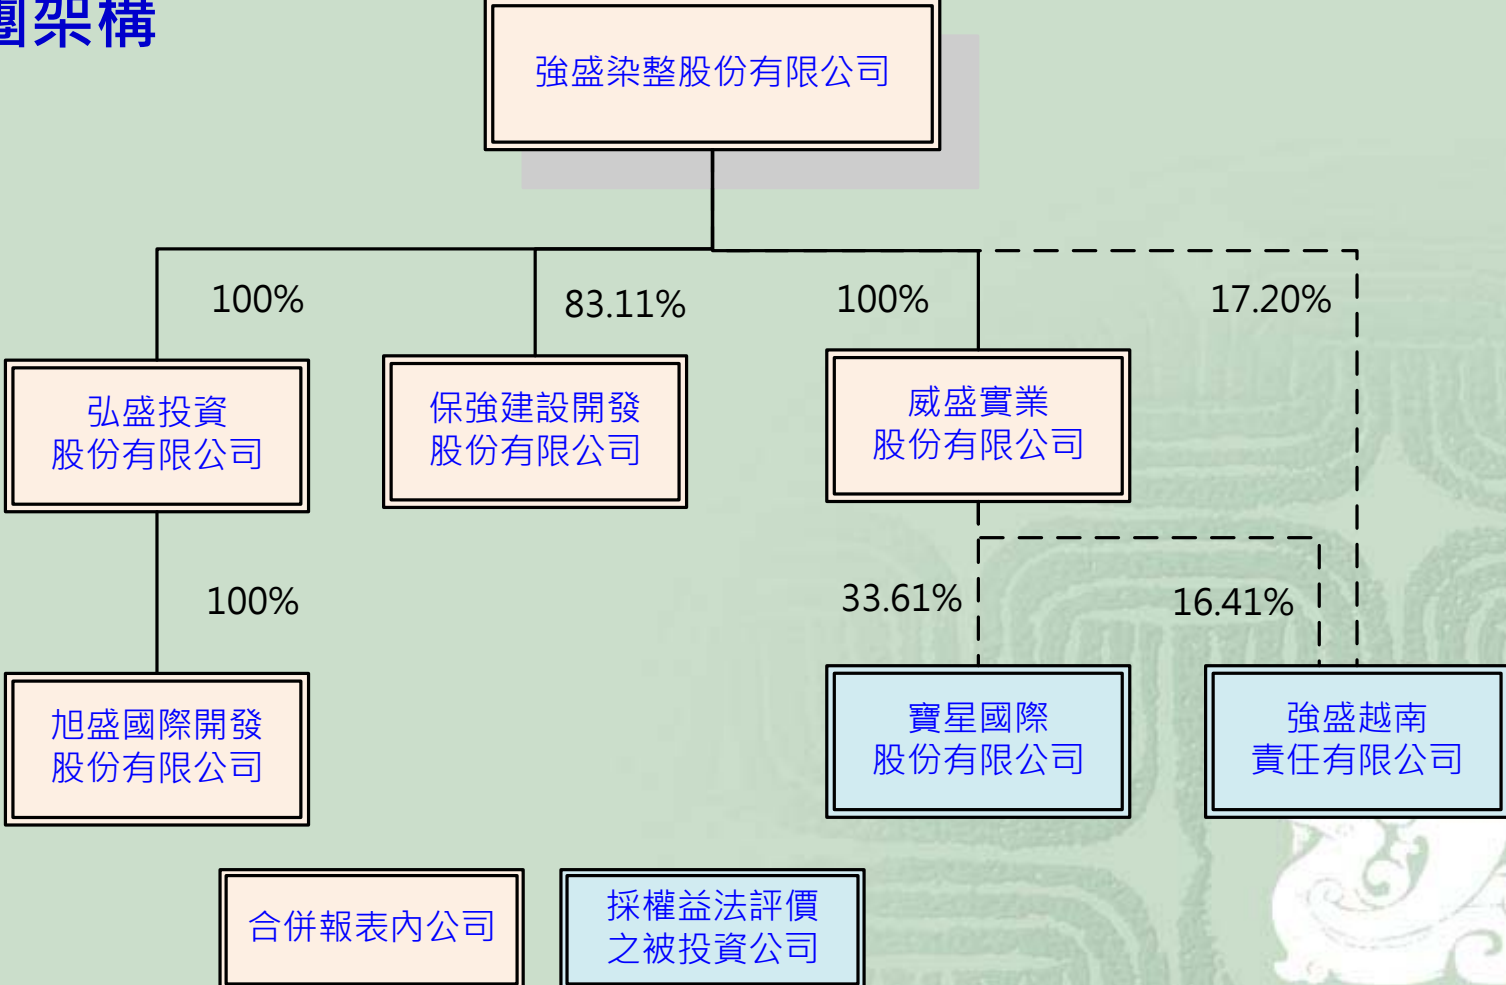 團架構
強盛染整股份有限公司
100%
83.11%
100%
17.20%
弘盛投資
股份有限公司
保強建設開發
股份有限公司
威盛實業
股份有限公司
100%
33.61%
16.41%
旭盛國際開發
股份有限公司
寶星國際
股份有限公司
強盛越南
責任有限公司
合併報表內公司
採權益法評價
之被投資公司